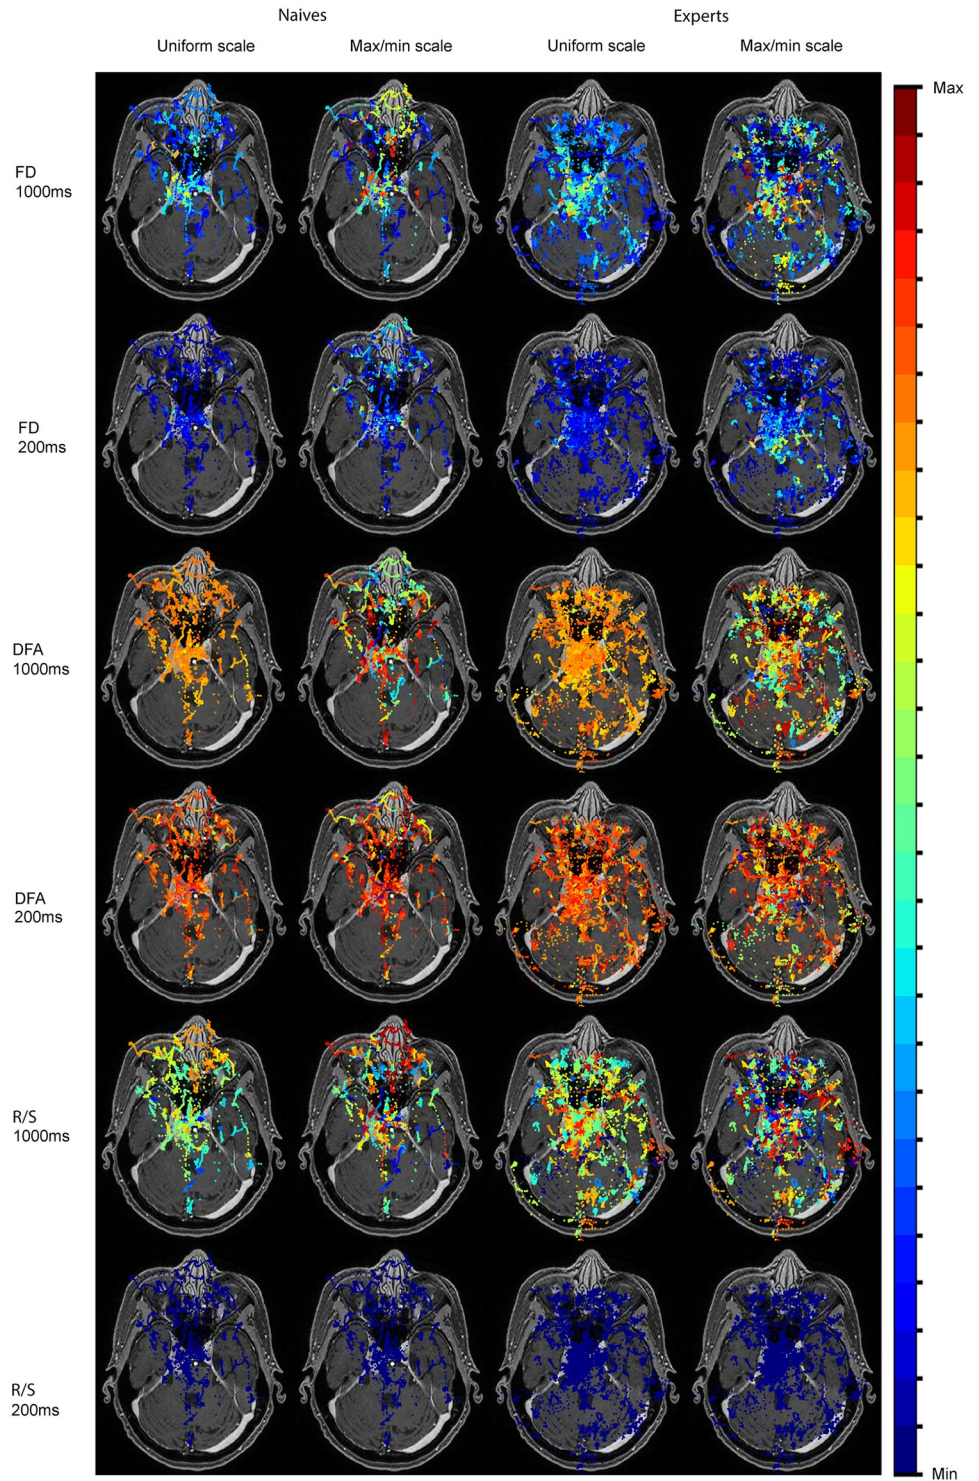 Naives Experts
Uniform scale Max/min scale Uniform scale Max/min scale
Max
FD
1000ms
FD
200ms
DFA
1000ms
DFA
200ms
R/S
1000ms
R/S
200ms
Min